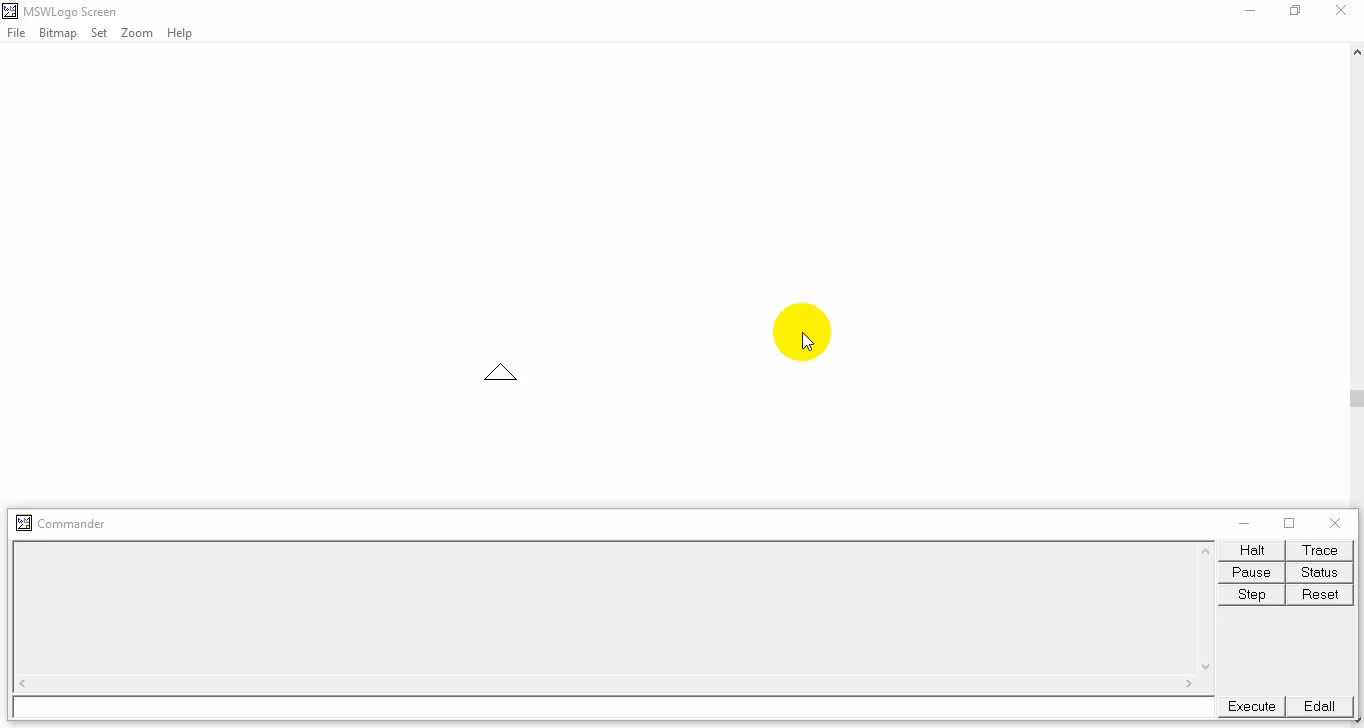 MSWLogo Screen
File Bitmap Set Zoom Help
Commander
Halt Trace
Pause Status
Step Reset
Execute Edall